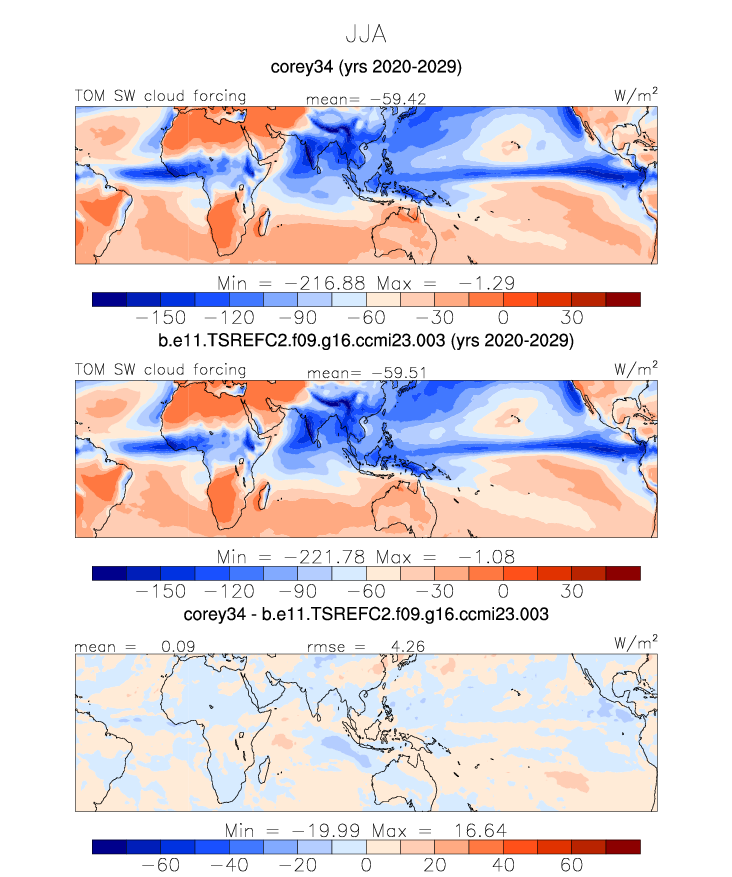 JJA
corey34 (yrs 2020-2029)
TOM SW cloud forcing mean= −59.42 W/m²
Min = −216.88 Max = −1.29
−150 −120 −90 −60 −30 0 30
b.e11.TSREFC2.f09.g16.ccmi23.003 (yrs 2020-2029)
TOM SW cloud forcing mean= −59.51 W/m²
Min = −221.78 Max = −1.08
−150 −120 −90 −60 −30 0 30
corey34 - b.e11.TSREFC2.f09.g16.ccmi23.003
mean = 0.09 rmse = 4.26 W/m²
Min = −19.99 Max = 16.64
−60 −40 −20 0 20 40 60